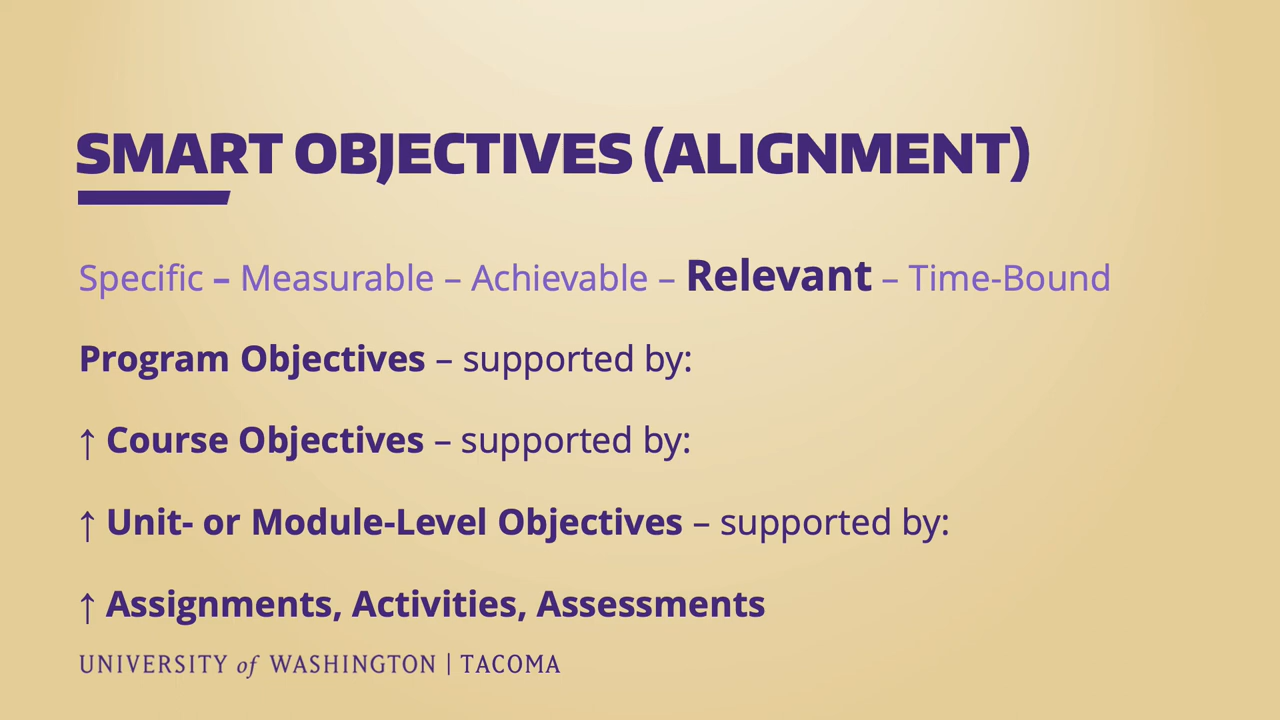 SMART OBJECTIVES (ALIGNMENT)
Specific – Measurable – Achievable – Relevant – Time-Bound
Program Objectives – supported by:
↑ Course Objectives – supported by:
↑ Unit- or Module-Level Objectives – supported by:
↑ Assignments, Activities, Assessments
UNIVERSITY of WASHINGTON | TACOMA